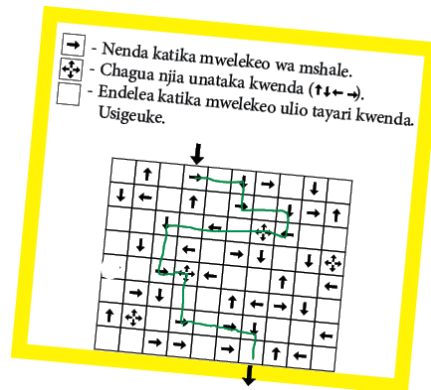 → - Nenda katika mwelekeo wa mshale.
- Chagua njia unataka kwenda (↑↓←→).
- Endelea katika mwelekeo ulio tayari kwenda.
Usigeuke.